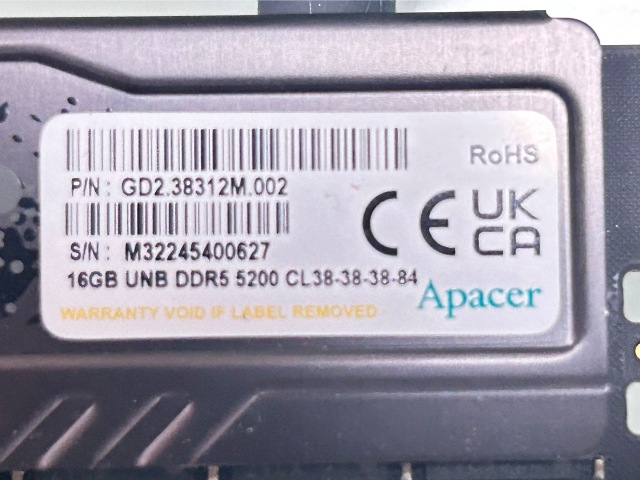 RoHS
P/N: GD2.38312M.002
CE UK CA
S/N: M32245400627
16GB UNB DDR5 5200 CL38-38-38-84
Apacer
WARRANTY VOID IF LABEL REMOVED